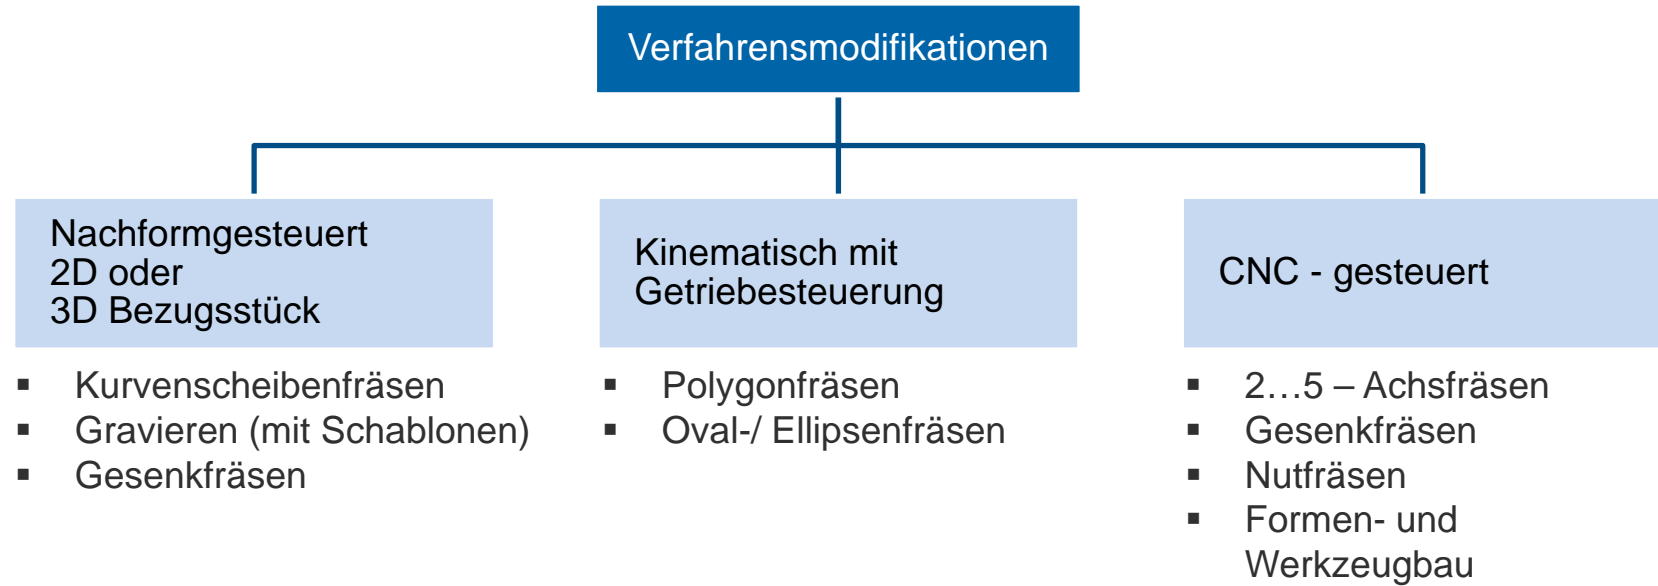 Verfahrensmodifikationen
Nachformgesteuert
2D oder
3D Bezugsstück
▪ Kurvenscheibenfräsen
▪ Gravieren (mit Schablonen)
▪ Gesenkfräsen
Kinematisch mit
Getriebesteuerung
▪ Polygonfräsen
▪ Oval-/ Ellipsenfräsen
CNC - gesteuert
▪ 2…5 – Achsfräsen
▪ Gesenkfräsen
▪ Nutfräsen
▪ Formen- und
Werkzeugbau